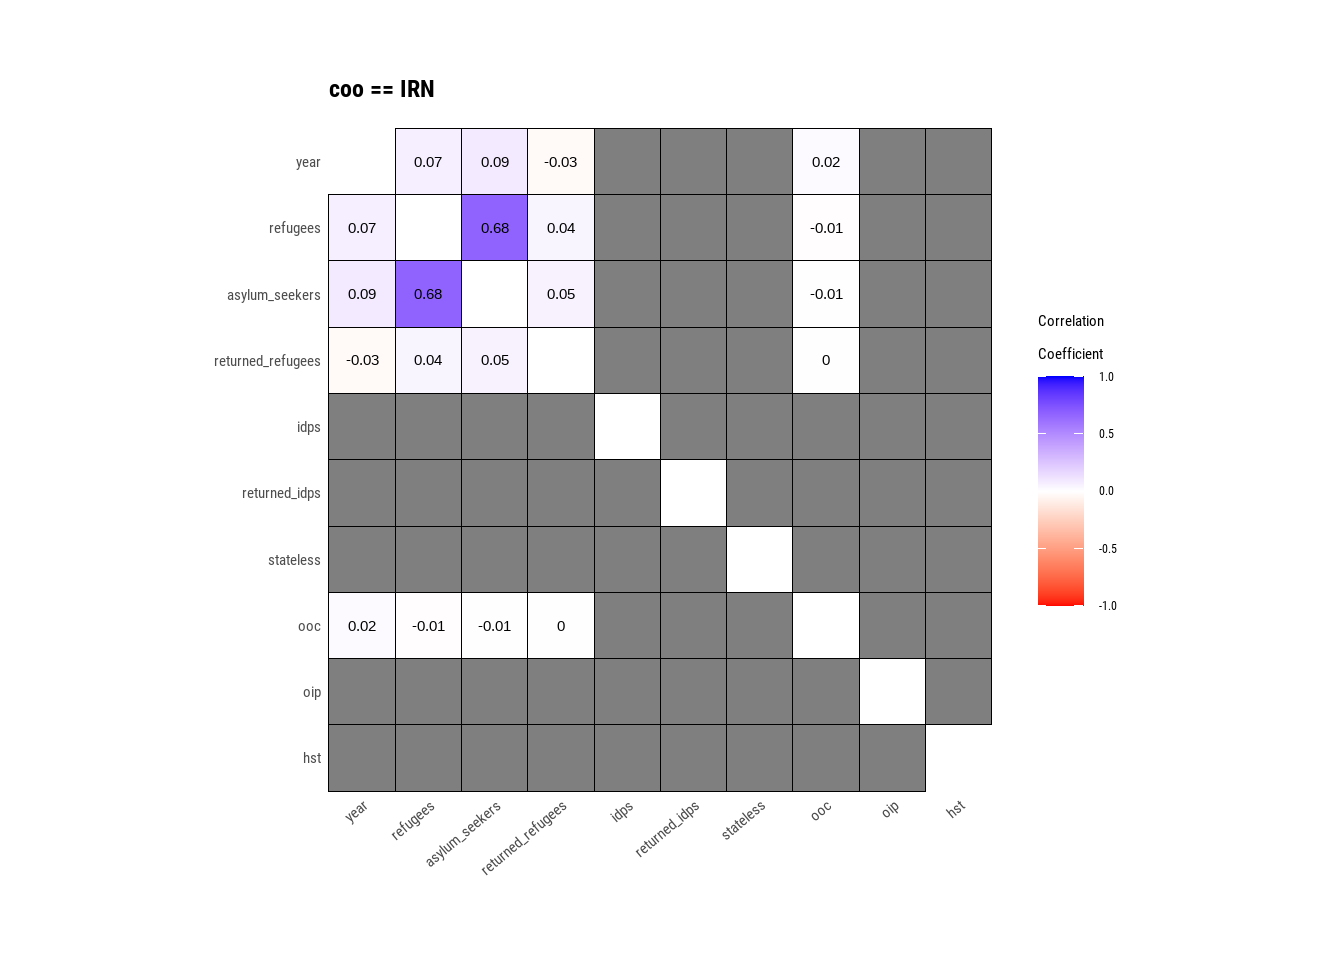 coo == IRN
year 0.07 0.09 -0.03 0.02
refugees 0.07 0.68 0.04 -0.01
asylum_seekers 0.09 0.68 0.05 -0.01
returned_refugees -0.03 0.04 0.05 0
idps
returned_idps
stateless
ooc 0.02 -0.01 -0.01 0
oip
hst
year refugees asylum_seekers returned_refugees idps returned_idps stateless ooc oip hst
Correlation
Coefficient
1.0
0.5
0.0
-0.5
-1.0